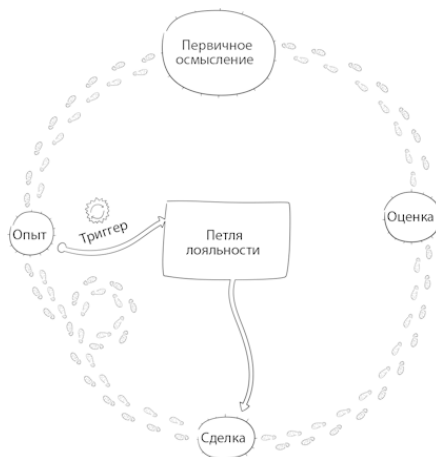 Первичное
осмысление
Оценка
Опыт
Триггер
Петля
лояльности
Сделка